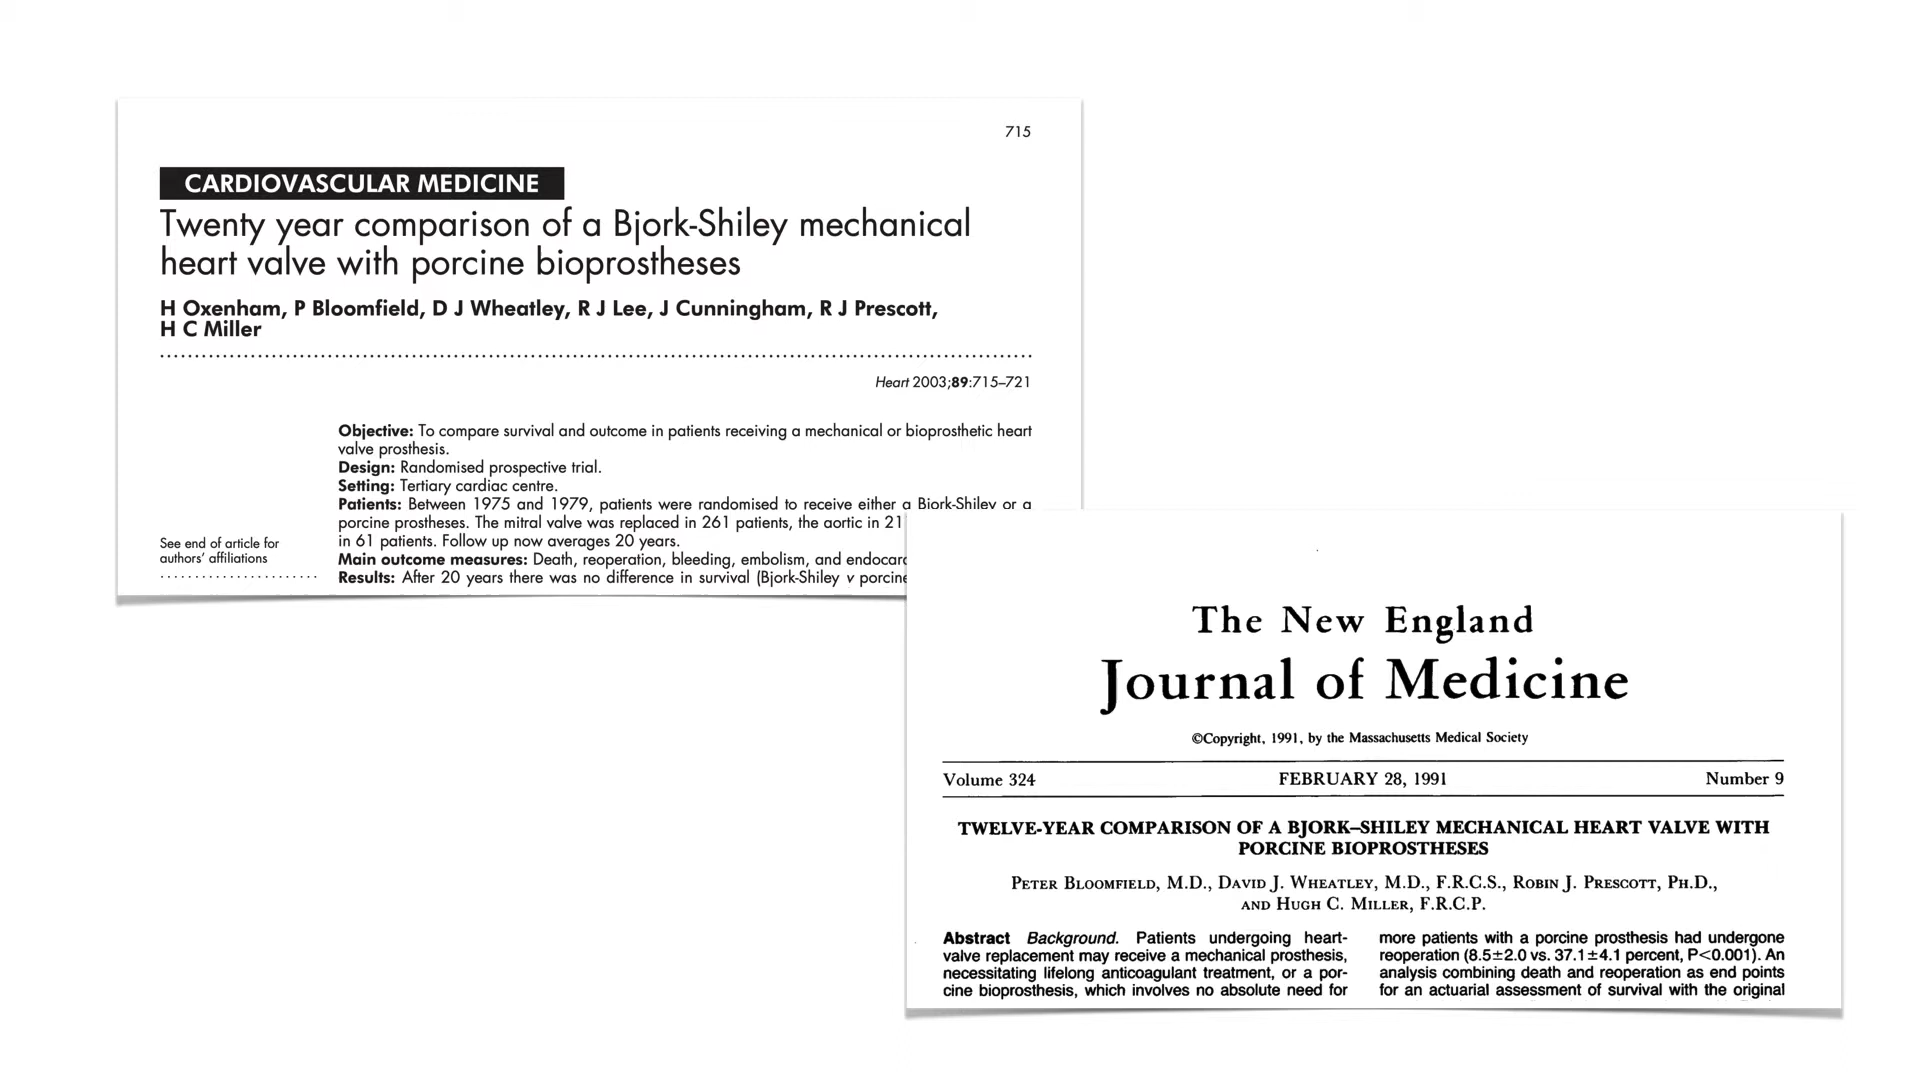 715
CARDIOVASCULAR MEDICINE
Twenty year comparison of a Bjork-Shiley mechanical
heart valve with porcine bioprostheses
H Oxenham, P Bloomfield, D J Wheatley, R J Lee, J Cunningham, R J Prescott,
H C Miller
Heart 2003;89:715–721
Objective: To compare survival and outcome in patients receiving a mechanical or bioprosthetic heart
valve prosthesis.
Design: Randomised prospective trial.
Setting: Tertiary cardiac centre.
Patients: Between 1975 and 1979, patients were randomised to receive either a Bjork-Shiley or a
porcine prostheses. The mitral valve was replaced in 261 patients, the aortic in 21
in 61 patients. Follow up now averages 20 years.
Main outcome measures: Death, reoperation, bleeding, embolism, and endocar
Results: After 20 years there was no difference in survival (Bjork-Shiley v porcine
See end of article for
authors' affiliations
The New England
Journal of Medicine
©Copyright, 1991, by the Massachusetts Medical Society
Volume 324 FEBRUARY 28, 1991 Number 9
TWELVE-YEAR COMPARISON OF A BJORK–SHILEY MECHANICAL HEART VALVE WITH
PORCINE BIOPROSTHESES
Peter Bloomfield, M.D., David J. Wheatley, M.D., F.R.C.S., Robin J. Prescott, Ph.D.,
and Hugh C. Miller, F.R.C.P.
Abstract Background. Patients undergoing heart-
valve replacement may receive a mechanical prosthesis,
necessitating lifelong anticoagulant treatment, or a por-
cine bioprosthesis, which involves no absolute need for
more patients with a porcine prosthesis had undergone
reoperation (8.5±2.0 vs. 37.1±4.1 percent, P<0.001). An
analysis combining death and reoperation as end points
for an actuarial assessment of survival with the original